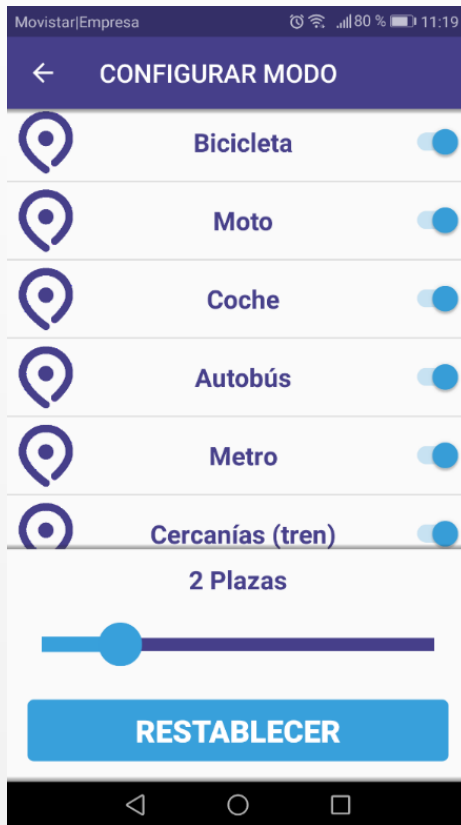 Movistar|Empresa 80 % 11:19
CONFIGURAR MODO
Bicicleta
Moto
Coche
Autobús
Metro
Cercanías (tren)
2 Plazas
RESTABLECER